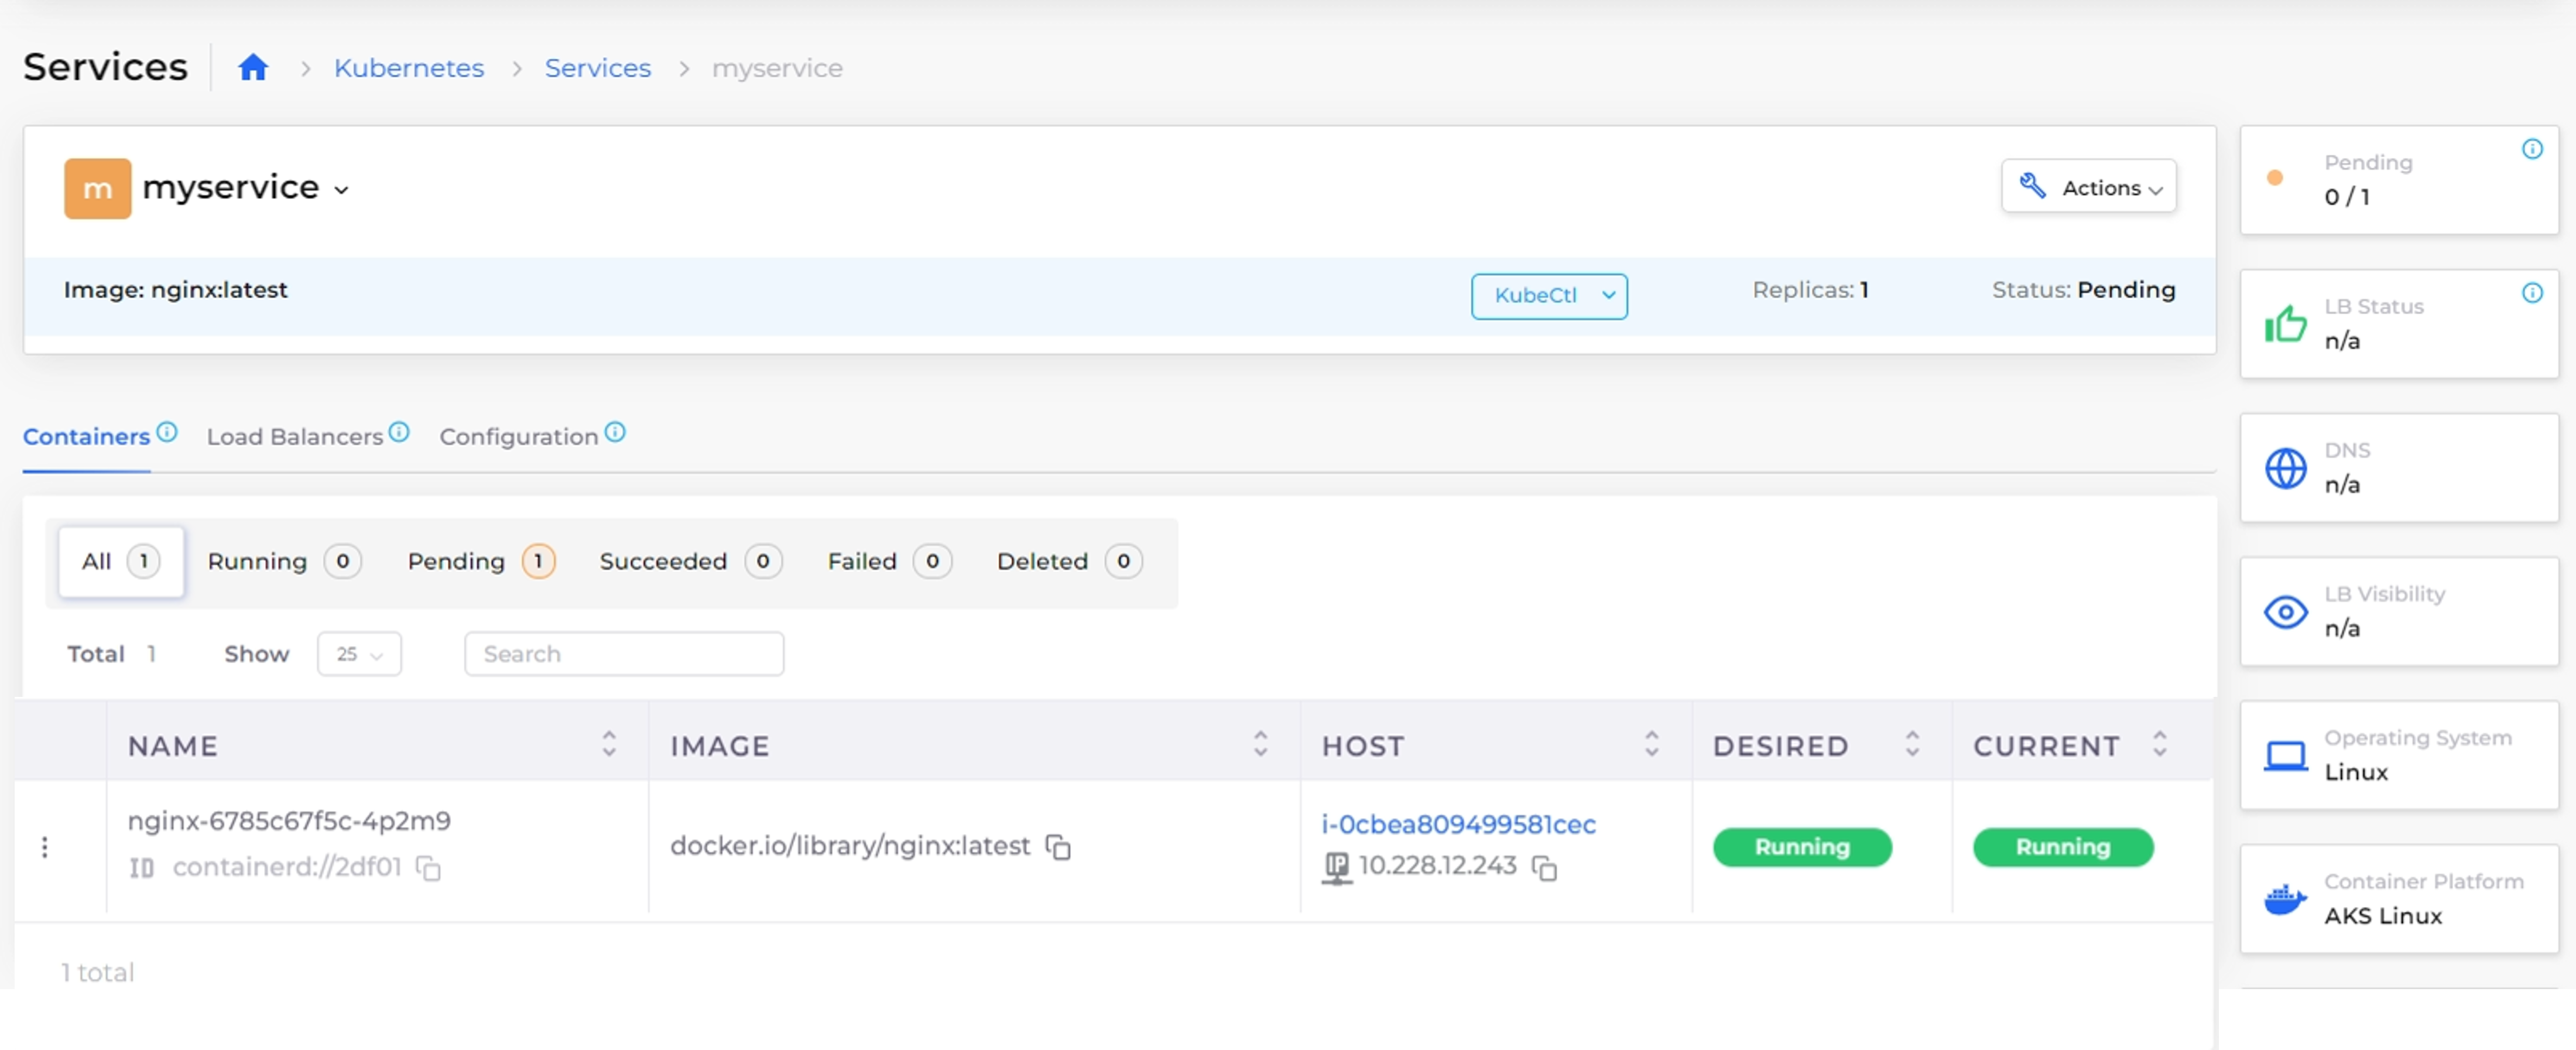 Services Kubernetes Services myservice
m myservice Actions
Image: nginx:latest KubeCtl Replicas: 1 Status: Pending
Containers Load Balancers Configuration
All 1 Running 0 Pending 1 Succeeded 0 Failed 0 Deleted 0
Total 1 Show 25 Search
NAME IMAGE HOST DESIRED CURRENT
nginx-6785c67f5c-4p2m9
ID containerd://2df01
docker.io/library/nginx:latest
i-0cbea809499581cec
IP 10.228.12.243
Running Running
1 total
Pending
0 / 1
LB Status
n/a
DNS
n/a
LB Visibility
n/a
Operating System
Linux
Container Platform
AKS Linux